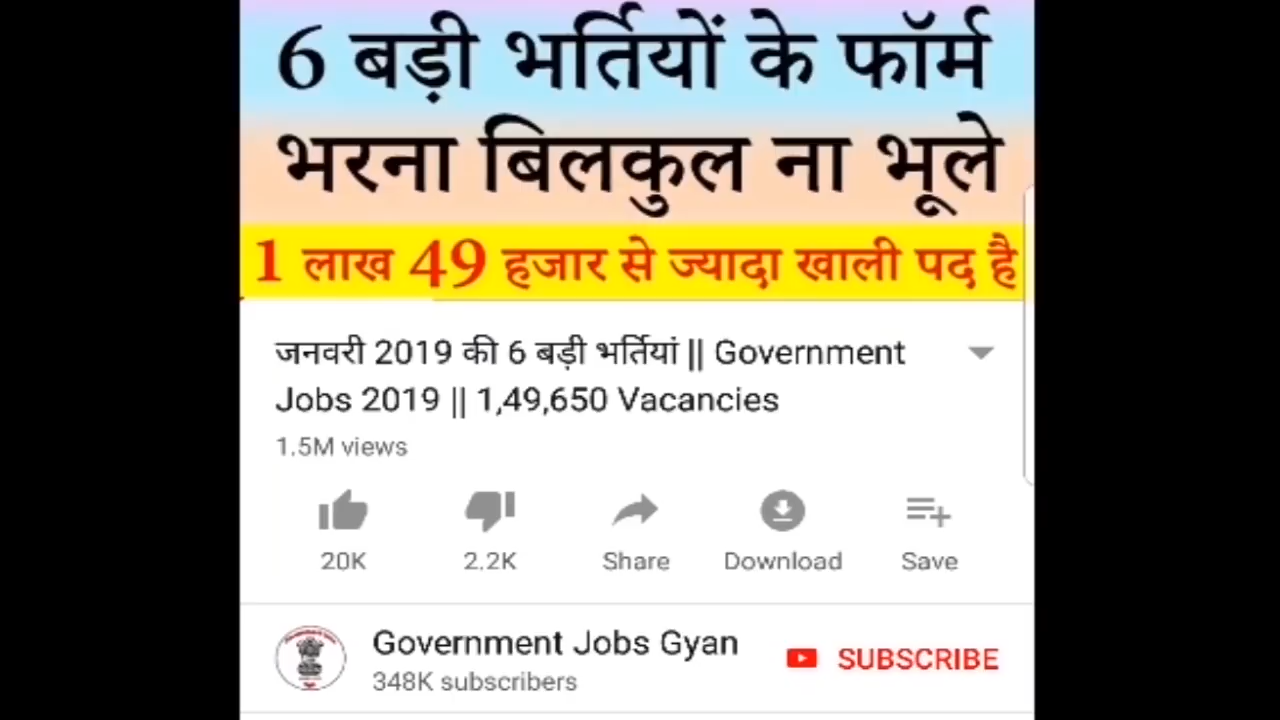 6 बड़ी भर्तियों के फॉर्म
भरना बिलकुल ना भूले
1 लाख 49 हजार से ज्यादा खाली पद है
जनवरी 2019 की 6 बड़ी भर्तियां || Government
Jobs 2019 || 1,49,650 Vacancies
1.5M views
20K 2.2K Share Download Save
Government Jobs Gyan
348K subscribers
SUBSCRIBE